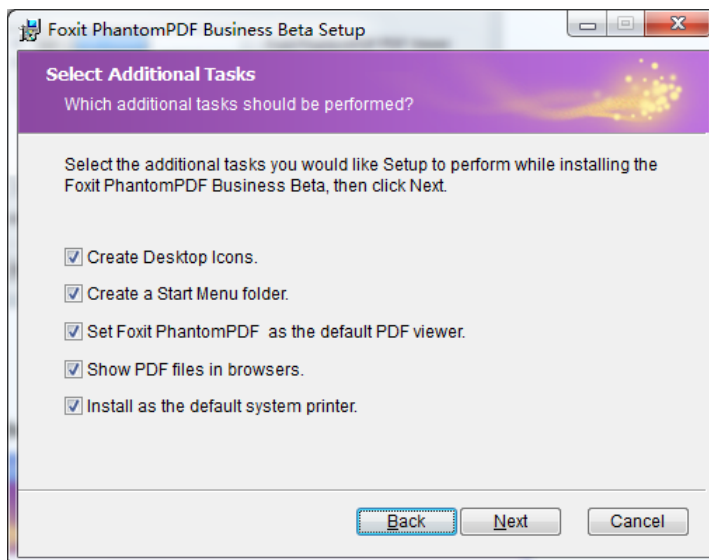 Foxit PhantomPDF Business Beta Setup
Select Additional Tasks
Which additional tasks should be performed?
Select the additional tasks you would like Setup to perform while installing the
Foxit PhantomPDF Business Beta, then click Next.
Create Desktop Icons.
Create a Start Menu folder.
Set Foxit PhantomPDF  as the default PDF viewer.
Show PDF files in browsers.
Install as the default system printer.
Back Next Cancel